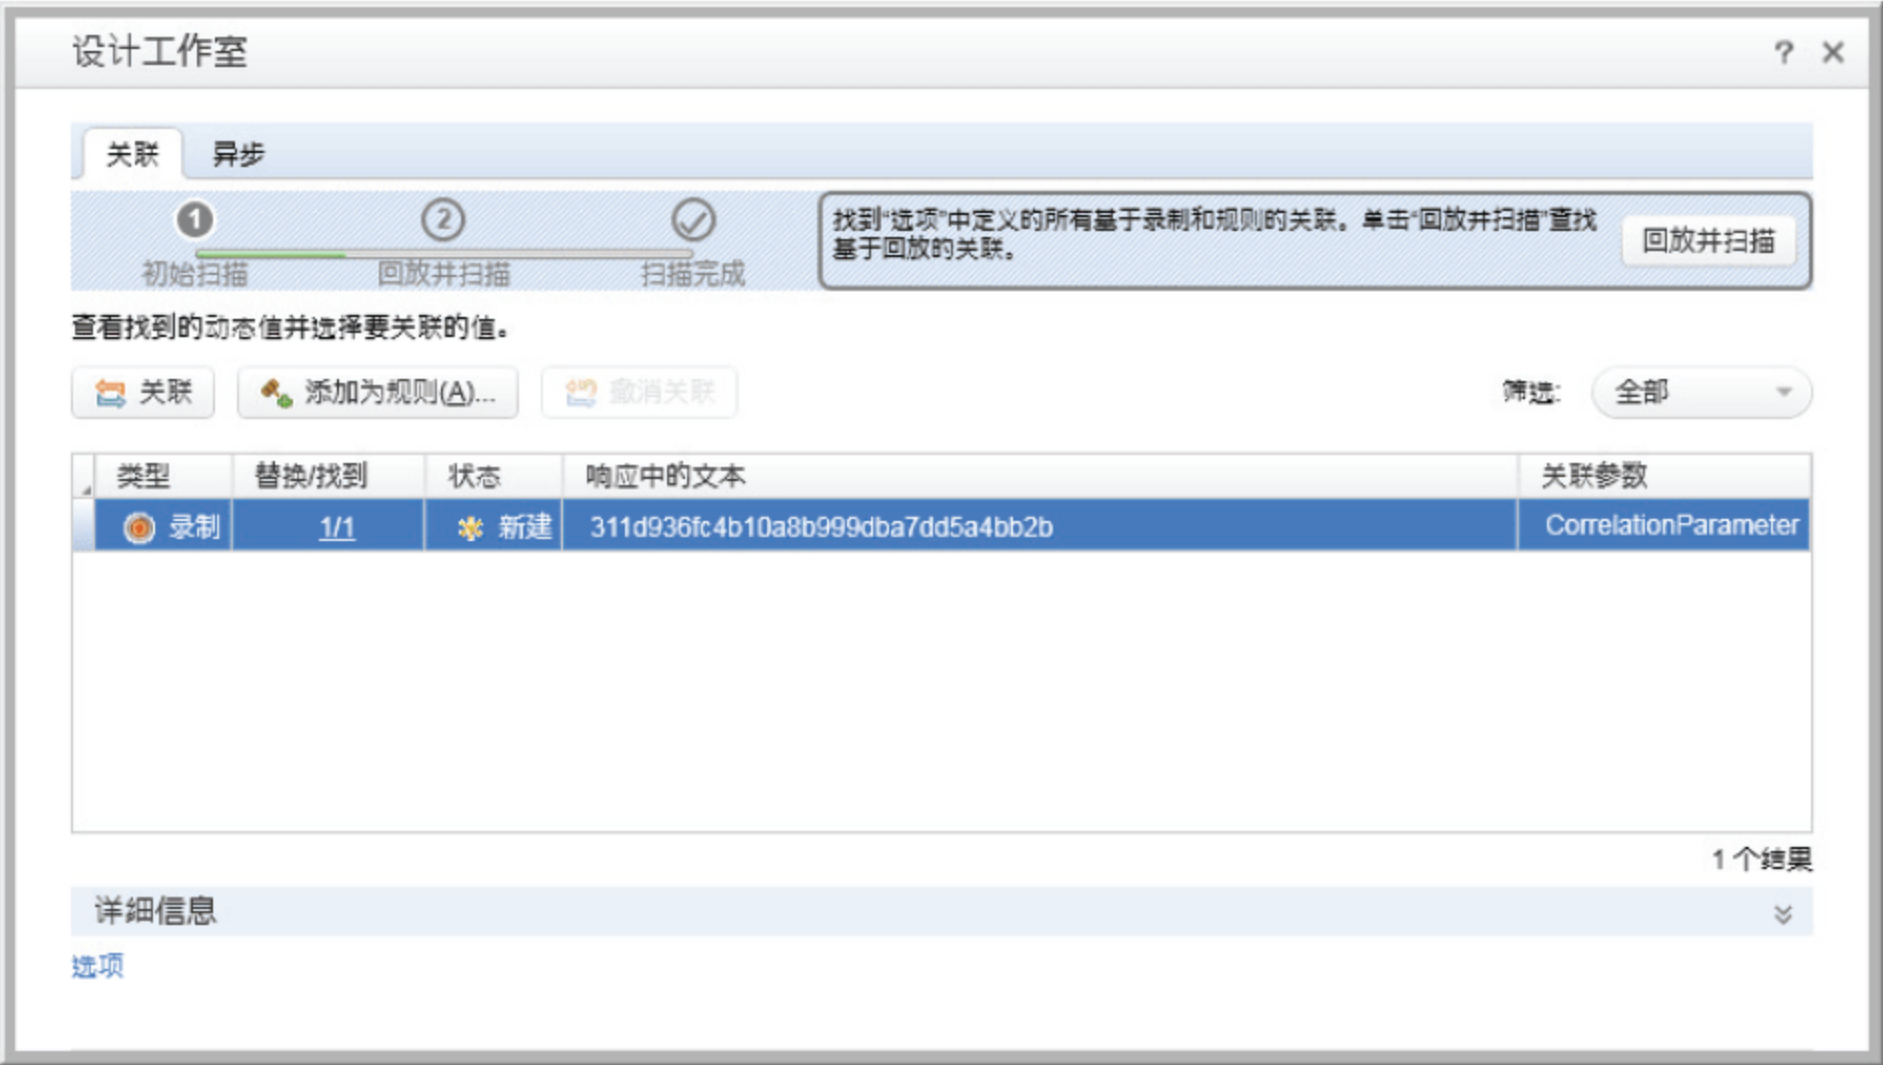 设计工作室
? ×
关联 异步
1 2
初始扫描 回放并扫描 扫描完成
找到“选项”中定义的所有基于录制和规则的关联。单击“回放并扫描”查找
基于回放的关联。
回放并扫描
查看找到的动态值并选择要关联的值。
关联 添加为规则(A)... 撤消关联 筛选: 全部
类型 替换/找到 状态 响应中的文本 关联参数
录制 1/1 新建 311d936fc4b10a8b999dba7dd5a4bb2b CorrelationParameter
1 个结果
详细信息
选项